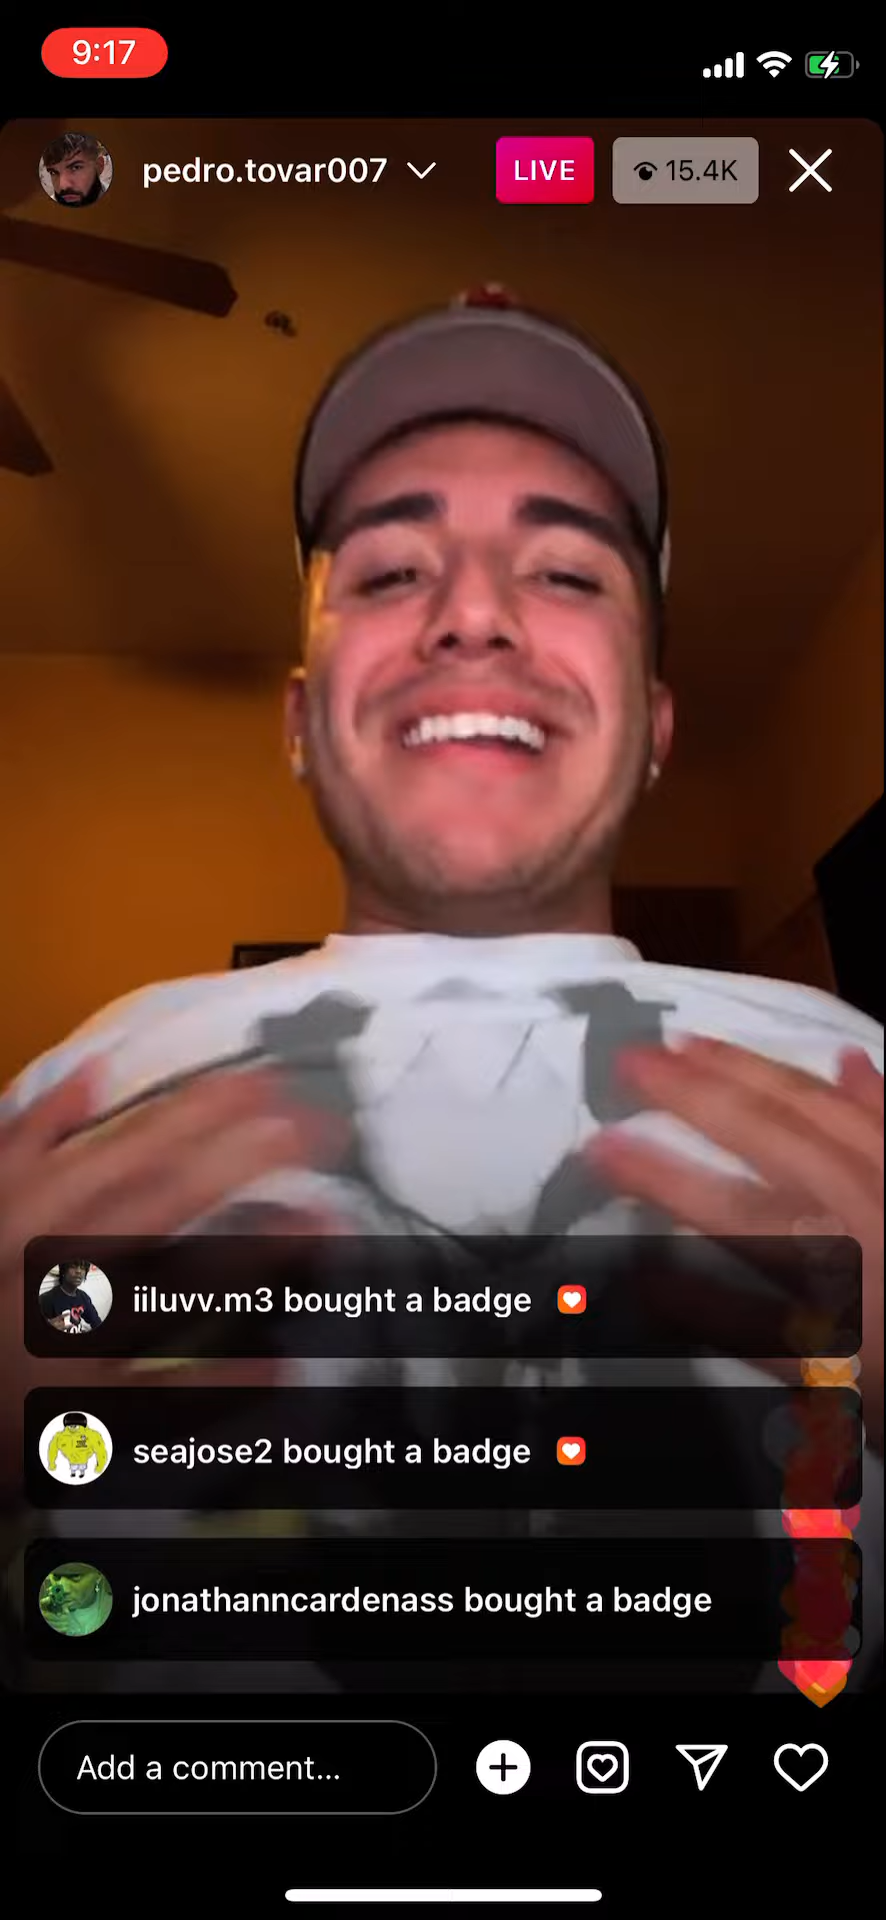 9:17
pedro.tovar007
LIVE
15.4K
iiluvv.m3 bought a badge
seajose2 bought a badge
jonathanncardenass bought a badge
Add a comment...